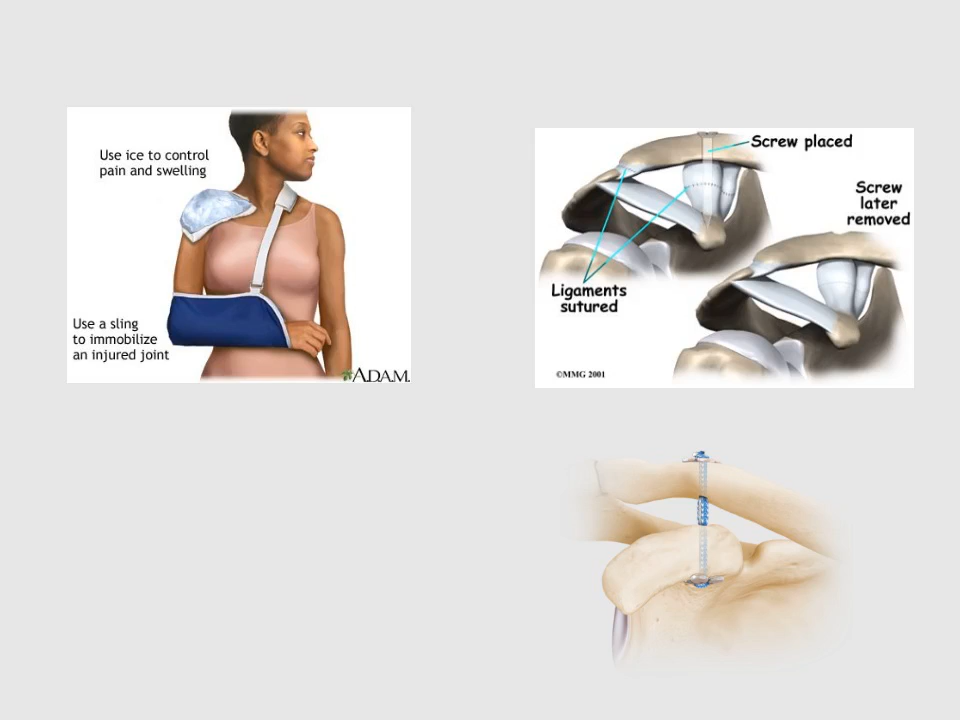 Use ice to control
pain and swelling
Use a sling
to immobilize
an injured joint
A.D.A.M.
Screw placed
Screw
later
removed
Ligaments
sutured
©MMG 2001